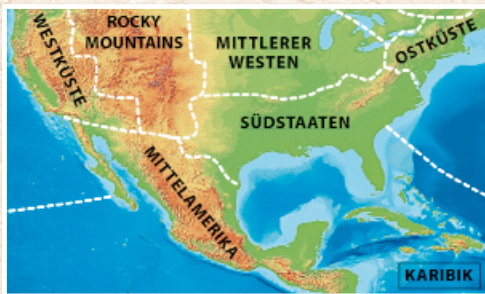 ROCKY
MOUNTAINS
WESTKÜSTE
MITTLERER
WESTEN
OSTKÜSTE
SÜDSTAATEN
MITTELAMERIKA
KARIBIK